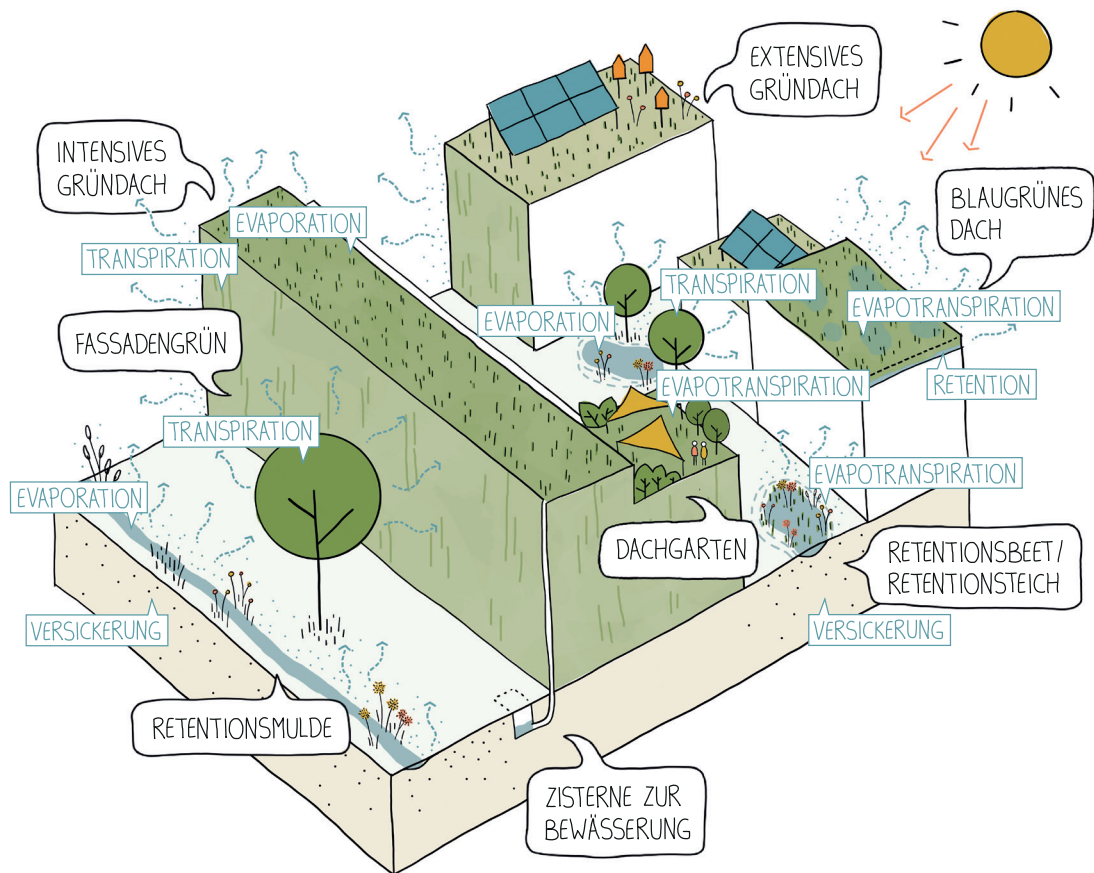 EXTENSIVES
GRÜNDACH
INTENSIVES
GRÜNDACH
BLAUGRÜNES
DACH
EVAPORATION
TRANSPIRATION
TRANSPIRATION
EVAPOTRANSPIRATION
EVAPORATION
FASSADENGRÜN
EVAPOTRANSPIRATION
RETENTION
TRANSPIRATION
EVAPOTRANSPIRATION
EVAPORATION
DACHGARTEN
RETENTIONSBEET/
RETENTIONSTEICH
VERSICKERUNG
VERSICKERUNG
RETENTIONSMULDE
ZISTERNE ZUR
BEWÄSSERUNG